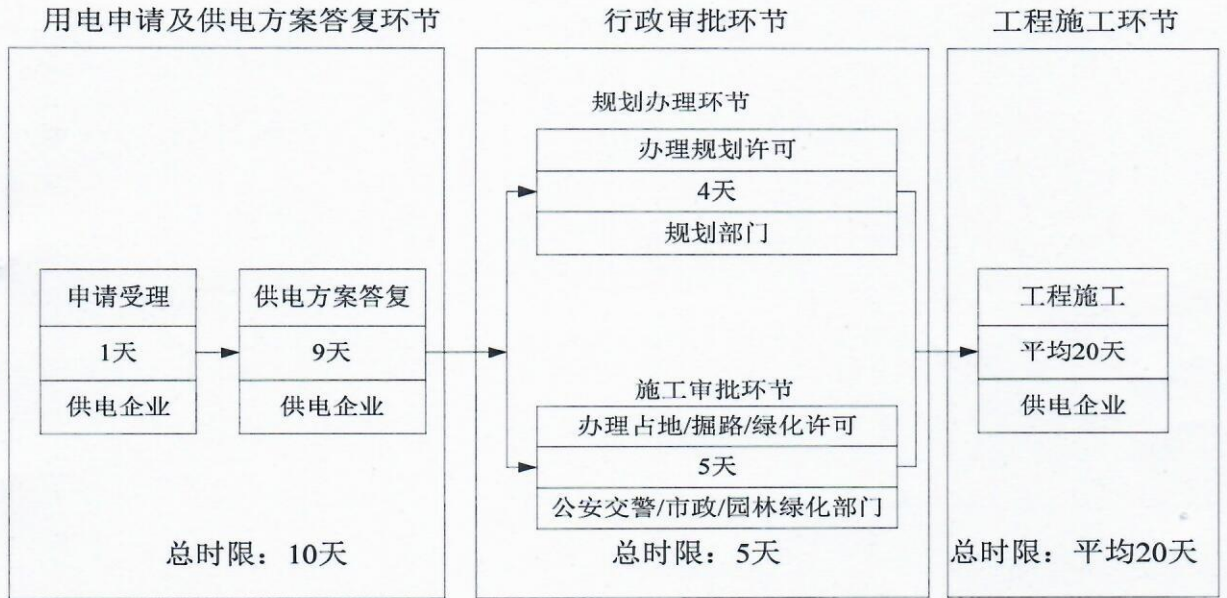 用电申请及供电方案答复环节
行政审批环节
工程施工环节
规划办理环节
办理规划许可
4天
规划部门
申请受理
1天
供电企业
供电方案答复
9天
供电企业
施工审批环节
办理占地/掘路/绿化许可
5天
公安交警/市政/园林绿化部门
工程施工
平均20天
供电企业
总时限：10天
总时限：5天
总时限：平均20天